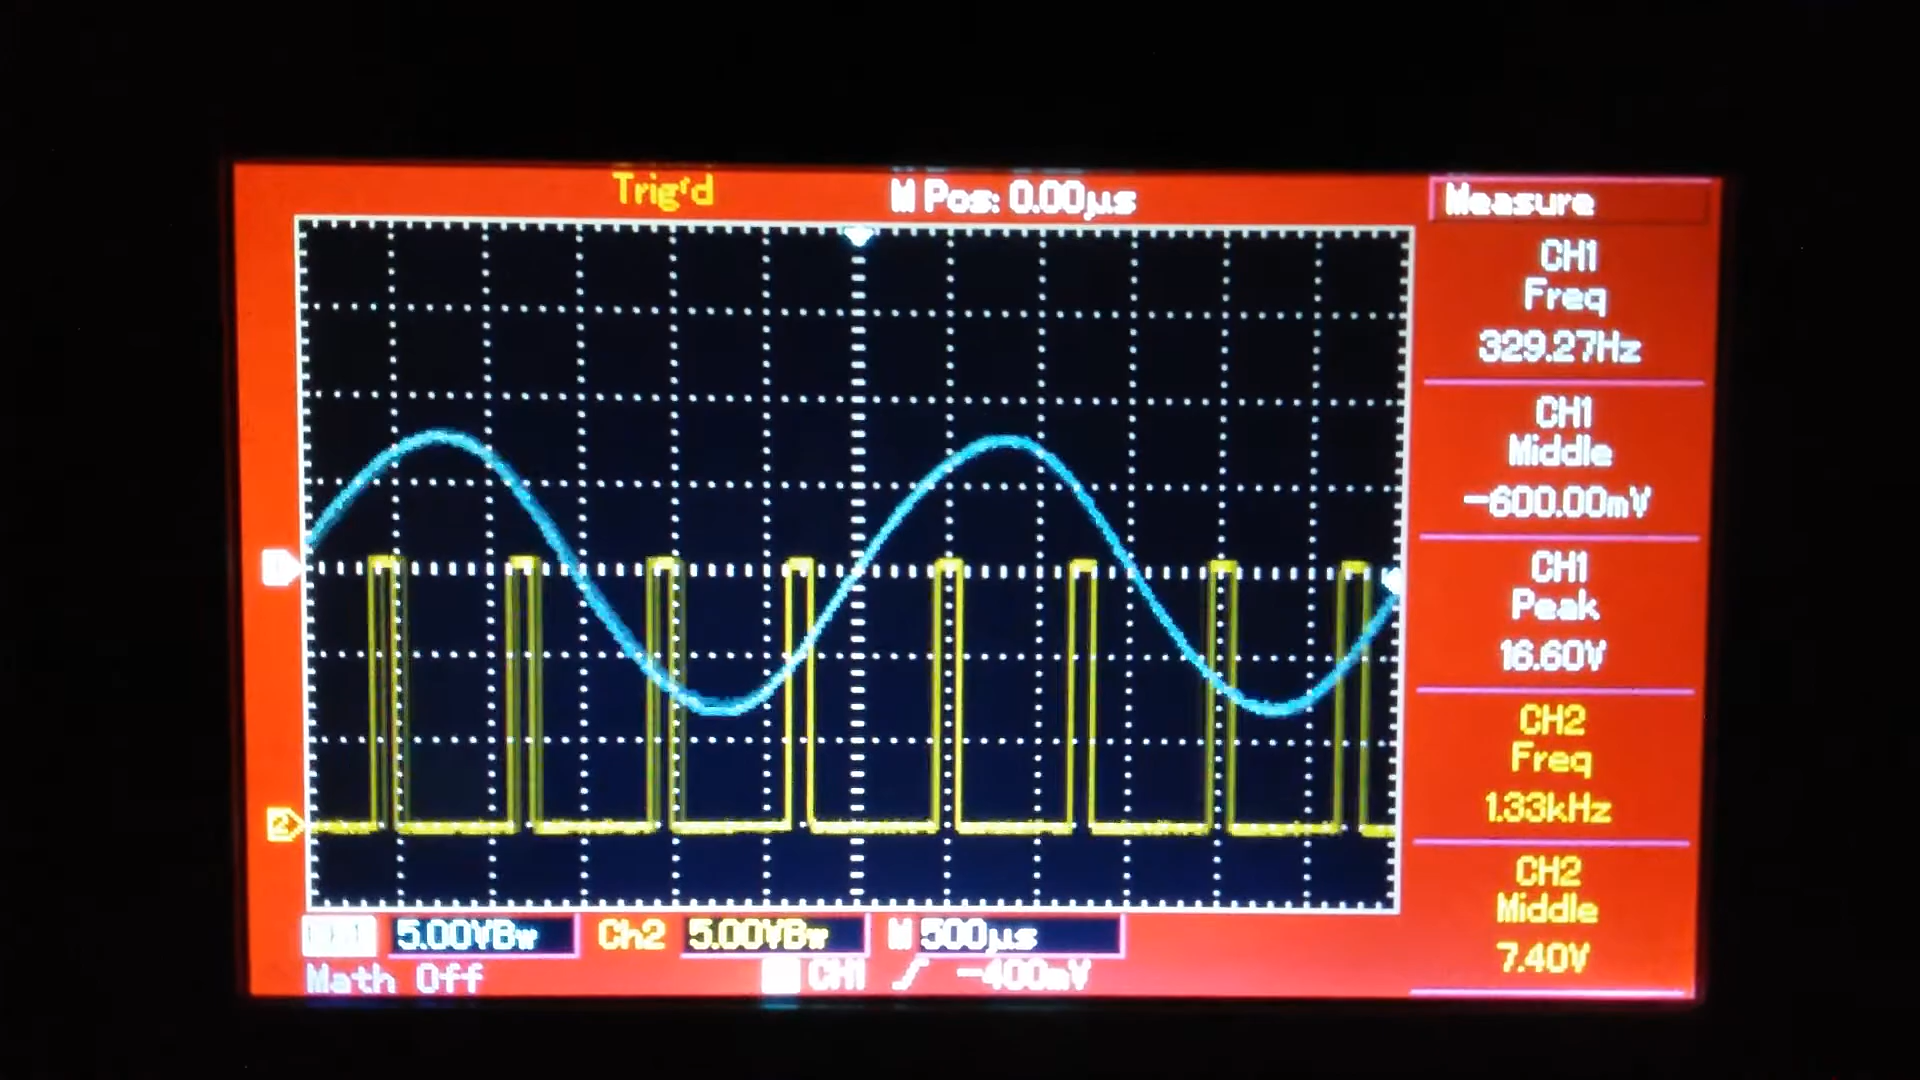 Trig'd M Pos: 0.00µs
Measure
CH1
Freq
329.27Hz
CH1
Middle
-600.00mV
CH1
Peak
16.60V
CH2
Freq
1.33kHz
CH2
Middle
7.40V
2
5.00VBw Ch2 5.00VBw M 500µs
Math Off CH1 -400mV